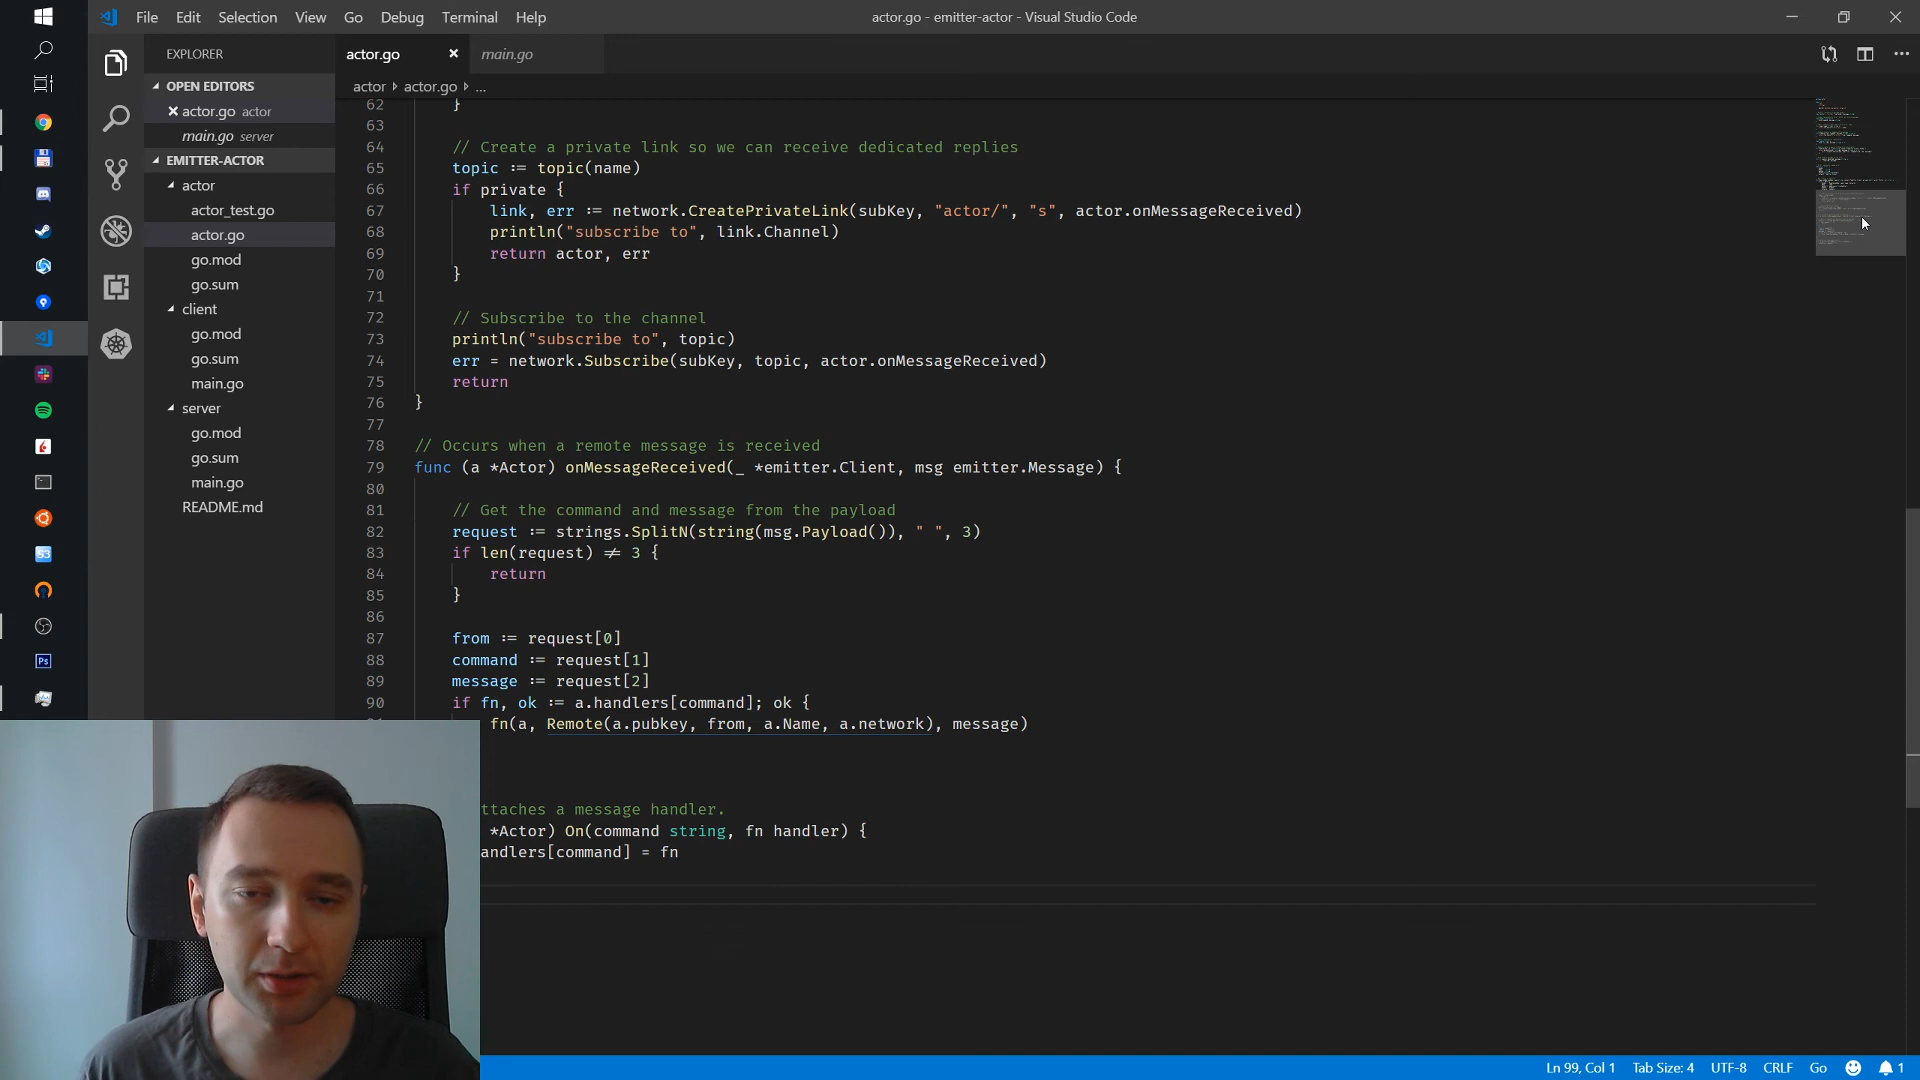 File Edit Selection View Go Debug Terminal Help
actor.go - emitter-actor - Visual Studio Code
EXPLORER
OPEN EDITORS
actor.go actor
main.go server
EMITTER-ACTOR
actor
actor_test.go
actor.go
go.mod
go.sum
client
go.mod
go.sum
main.go
server
go.mod
go.sum
main.go
README.md
actor.go
main.go
actor > actor.go > ...
62 }
63
64 // Create a private link so we can receive dedicated replies
65 topic := topic(name)
66 if private {
67 link, err := network.CreatePrivateLink(subKey, "actor/", "s", actor.onMessageReceived)
68 println("subscribe to", link.Channel)
69 return actor, err
70 }
71
72 // Subscribe to the channel
73 println("subscribe to", topic)
74 err = network.Subscribe(subKey, topic, actor.onMessageReceived)
75 return
76 }
77
78 // Occurs when a remote message is received
79 func (a *Actor) onMessageReceived(_ *emitter.Client, msg emitter.Message) {
80
81 // Get the command and message from the payload
82 request := strings.SplitN(string(msg.Payload()), " ", 3)
83 if len(request) != 3 {
84 return
85 }
86
87 from := request[0]
88 command := request[1]
89 message := request[2]
90 if fn, ok := a.handlers[command]; ok {
fn(a, Remote(a.pubkey, from, a.Name, a.network), message)
ttaches a message handler.
*Actor) On(command string, fn handler) {
andlers[command] = fn
Ln 99, Col 1 Tab Size: 4 UTF-8 CRLF Go 1
Ps
S3